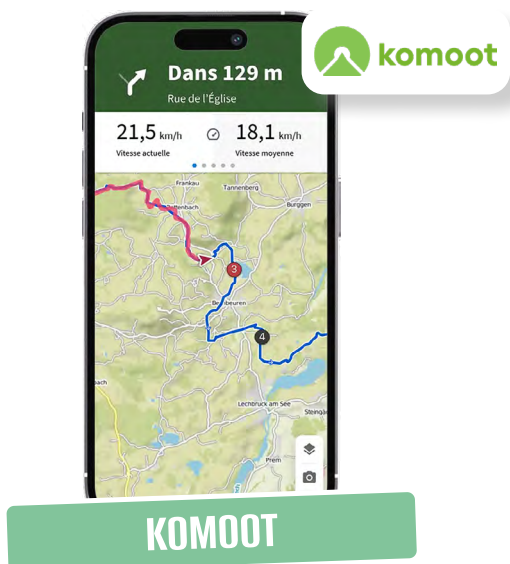 komoot
Dans 129 m
Rue de l'Église
21,5 km/h
18,1 km/h
Vitesse actuelle
Vitesse moyenne
Frankau
Tannenberg
Burggen
3
4
Lechbruck am See
Prem
KOMOOT